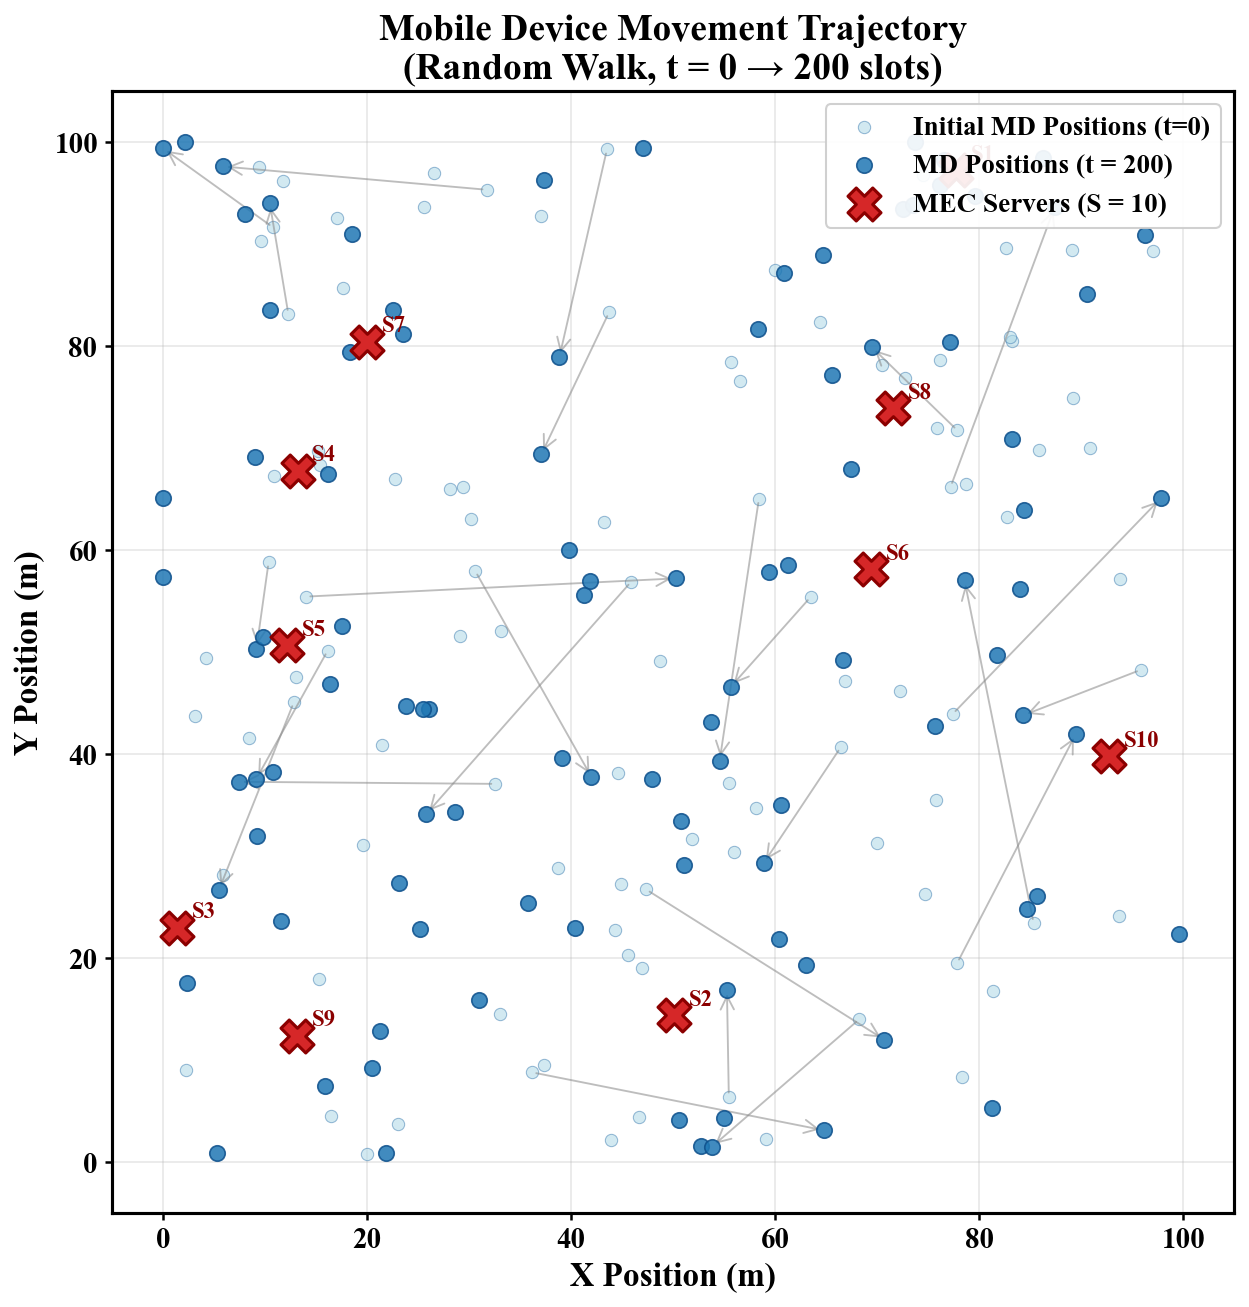 Mobile Device Movement Trajectory
(Random Walk, t = 0 → 200 slots)
Initial MD Positions (t=0)
MD Positions (t = 200)
MEC Servers (S = 10)
S1
S7
S8
S4
S6
S5
S10
S3
S2
S9
100
80
60
40
20
0
Y Position (m)
0 20 40 60 80 100
X Position (m)